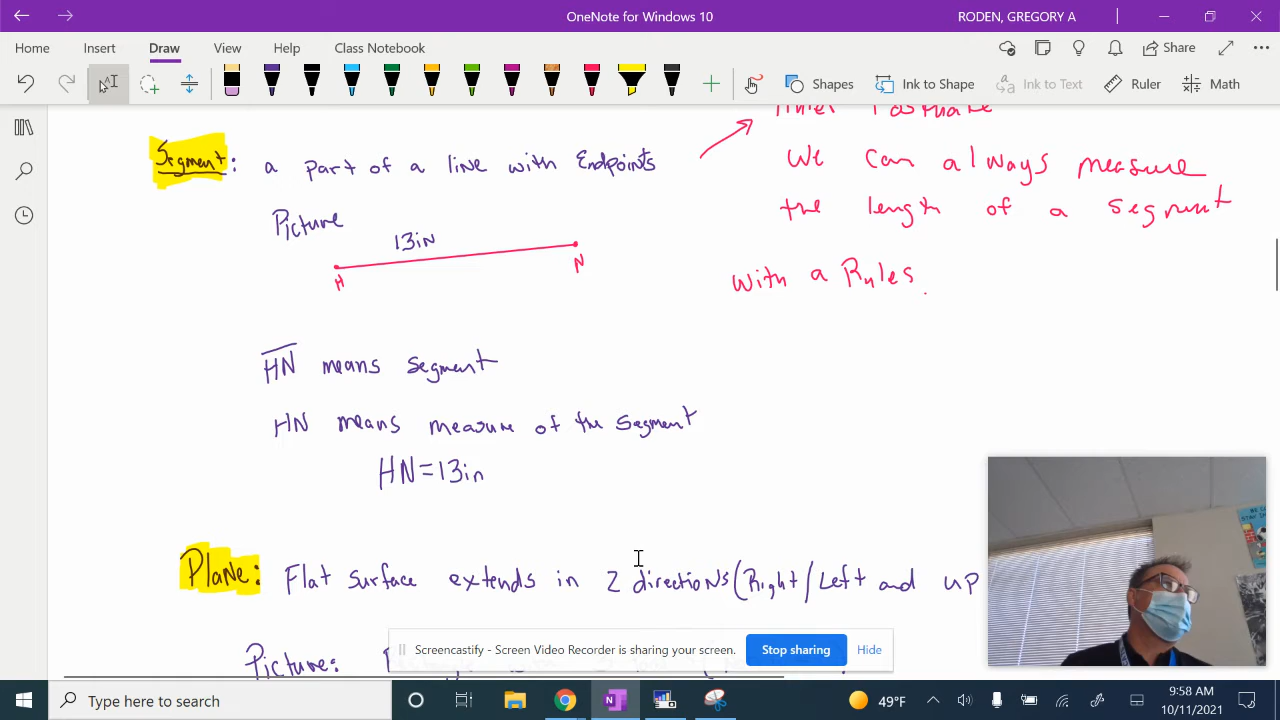 OneNote for Windows 10
RODEN, GREGORY A
Home Insert Draw View Help Class Notebook
Share
Shapes
Ink to Shape
Ink to Text
Ruler
Math
Segment: a part of a line with Endpoints
Picture
13in
H
N
Ruler Postulate
We can always measure
the length of a segment
with a Rules.
HN means segment
HN means measure of the segment
HN=13in
Plane: Flat surface extends in 2 directions (Right/Left and up
Picture:
Screencastify - Screen Video Recorder is sharing your screen.
Stop sharing
Hide
Type here to search
49°F
9:58 AM
10/11/2021